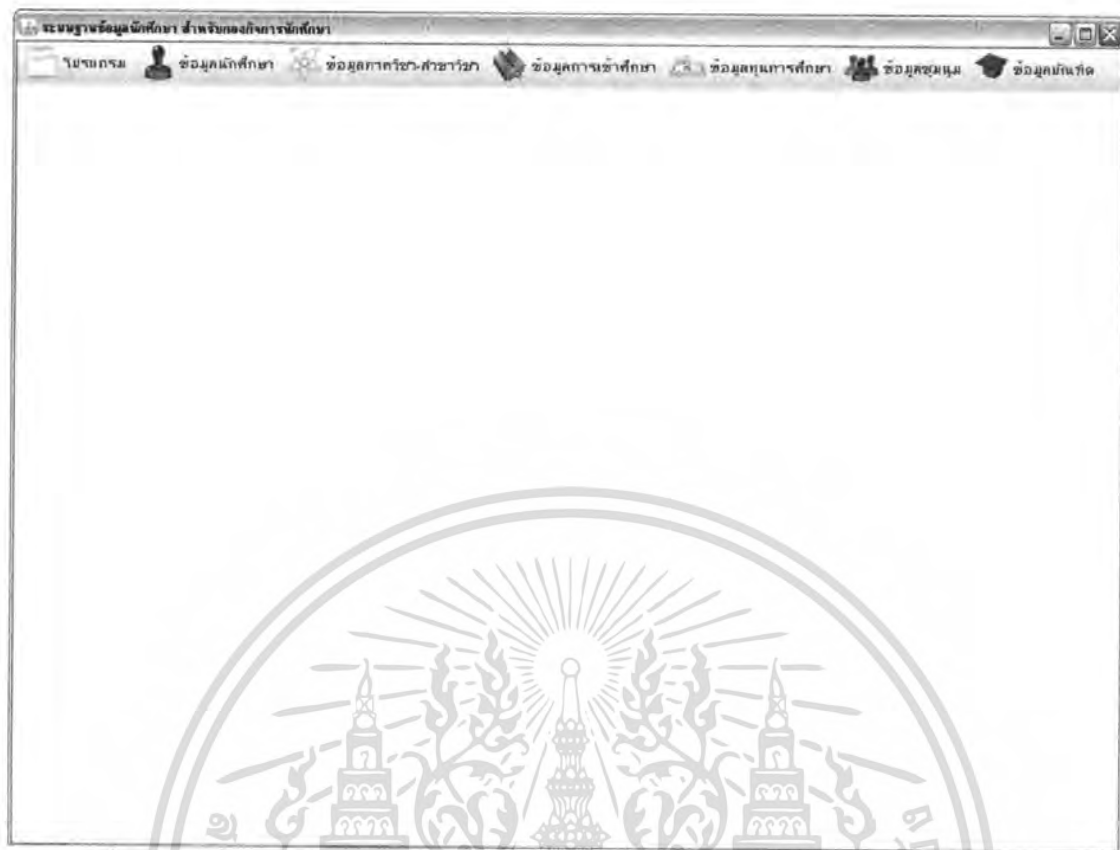 ระบบฐานข้อมูลนักศึกษา สำหรับกองกิจการนักศึกษา
โปรแกรม ข้อมูลนักศึกษา ข้อมูลภาควิชา-สาขาวิชา ข้อมูลการเข้าศึกษา ข้อมูลทุนการศึกษา ข้อมูลชุมนุม ข้อมูลบัณฑิต